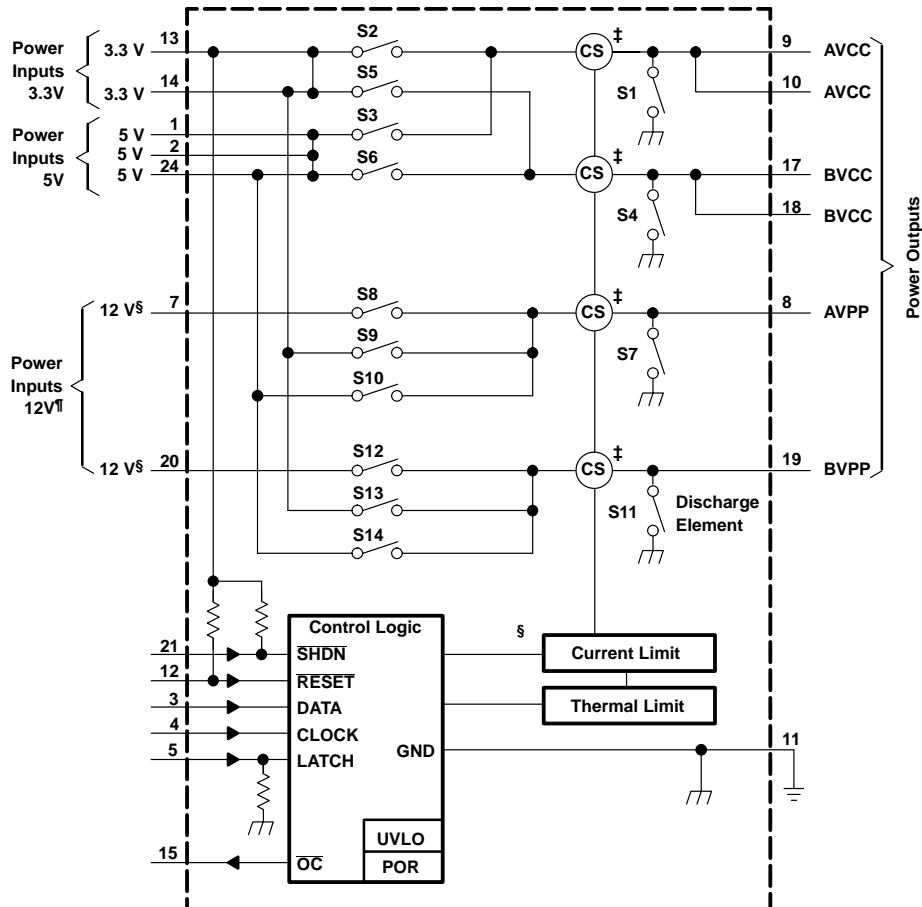 Power
Inputs
3.3V
13
3.3 V
14
3.3 V
Power
Inputs
5V
1
5 V
2
5 V
24
5 V
S2
S5
S3
S6
CS
‡
S1
CS
‡
S4
9
AVCC
10
AVCC
17
BVCC
18
BVCC
Power Outputs
Power
Inputs
12V¶
12 V§
7
12 V§
20
S8
S9
S10
S12
S13
S14
CS
‡
S7
CS
‡
S11
Discharge
Element
8
AVPP
19
BVPP
21
12
3
4
5
15
Control Logic
SHDN
RESET
DATA
CLOCK
LATCH
GND
UVLO
OC
POR
§
Current Limit
Thermal Limit
11